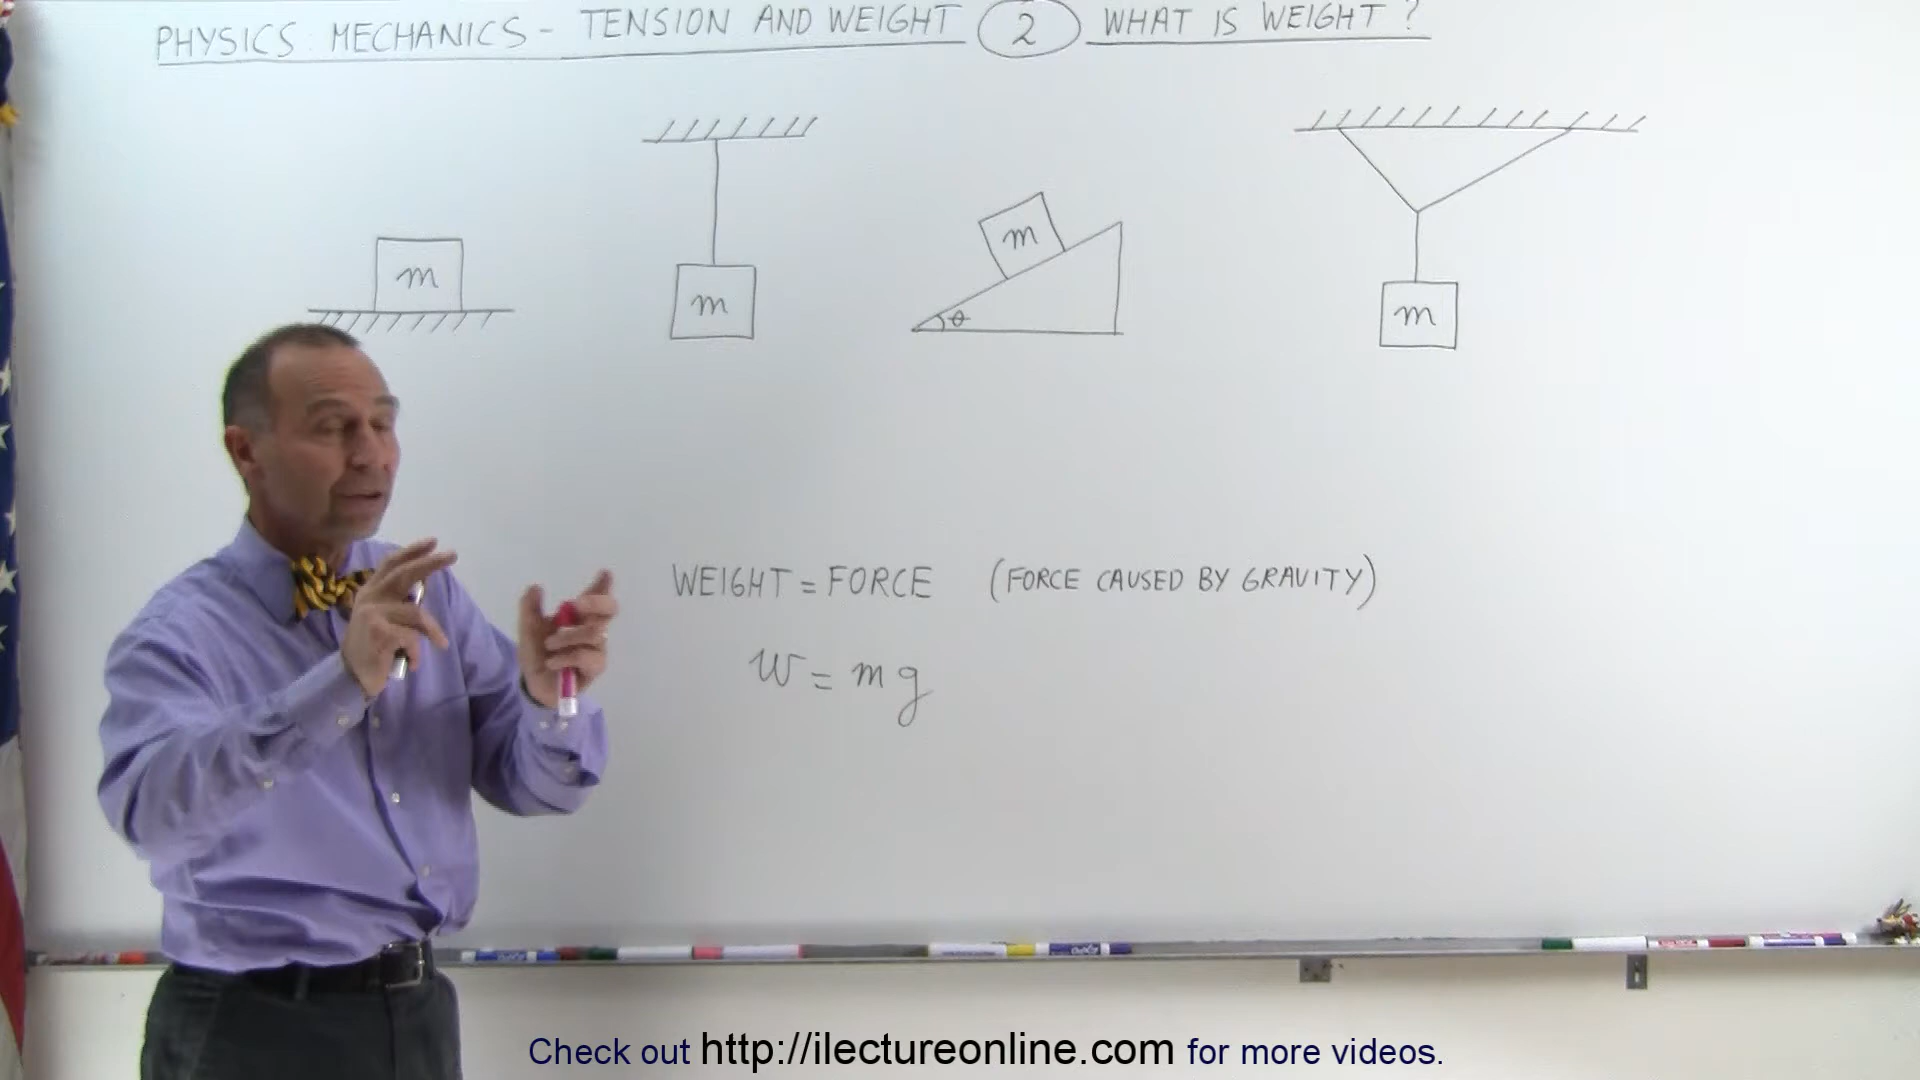 PHYSICS: MECHANICS - TENSION AND WEIGHT 2 WHAT IS WEIGHT?
m
m
m
θ
m
WEIGHT = FORCE (FORCE CAUSED BY GRAVITY)
W = mg
Check out http://ilectureonline.com for more videos.